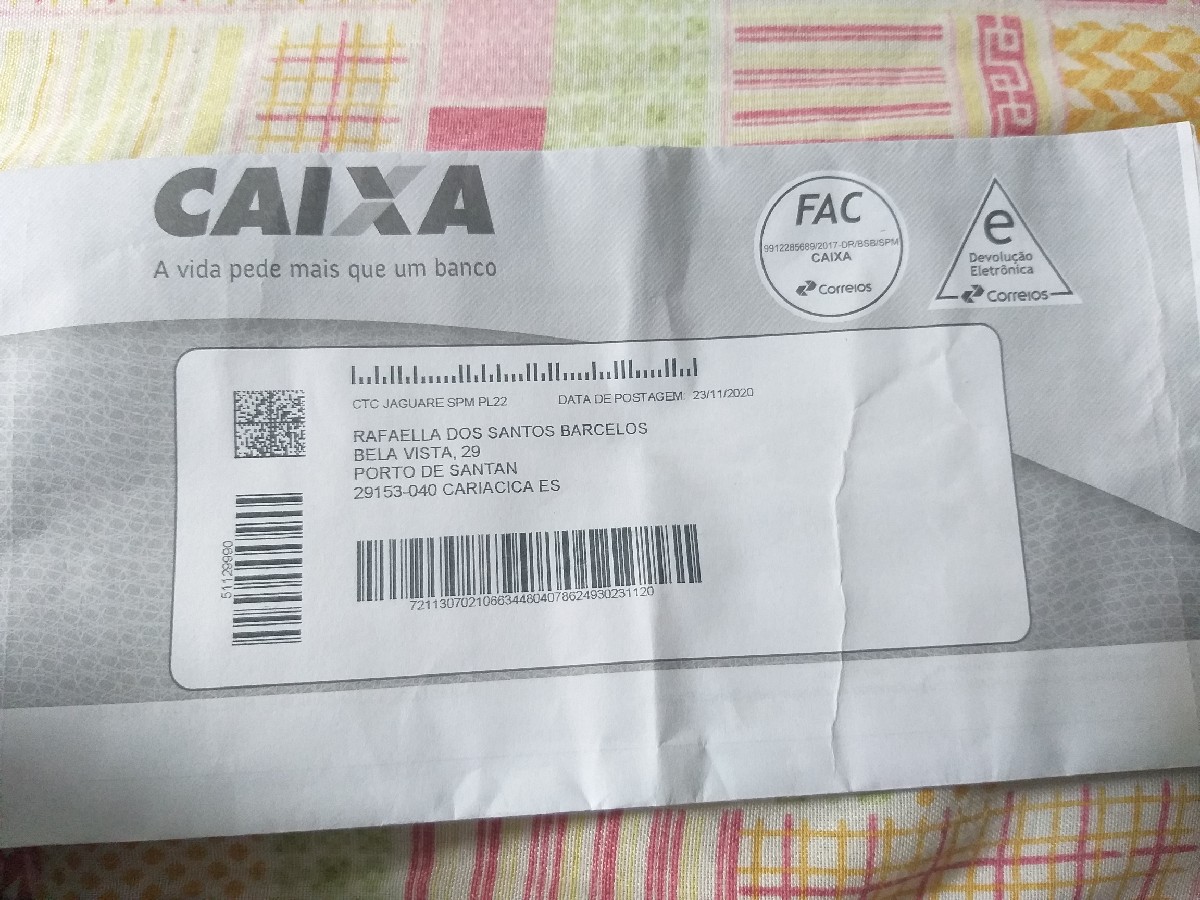 CAIXA
A vida pede mais que um banco
FAC
9912285689/2017-DR/BSB/SPM
CAIXA
Correios
e
Devolução
Eletrônica
Correios
CTC JAGUARE SPM PL22 DATA DE POSTAGEM: 23/11/2020
RAFAELLA DOS SANTOS BARCELOS
BELA VISTA, 29
PORTO DE SANTAN
29153-040 CARIACICA ES
51129990
7211307021066344804078624930231120